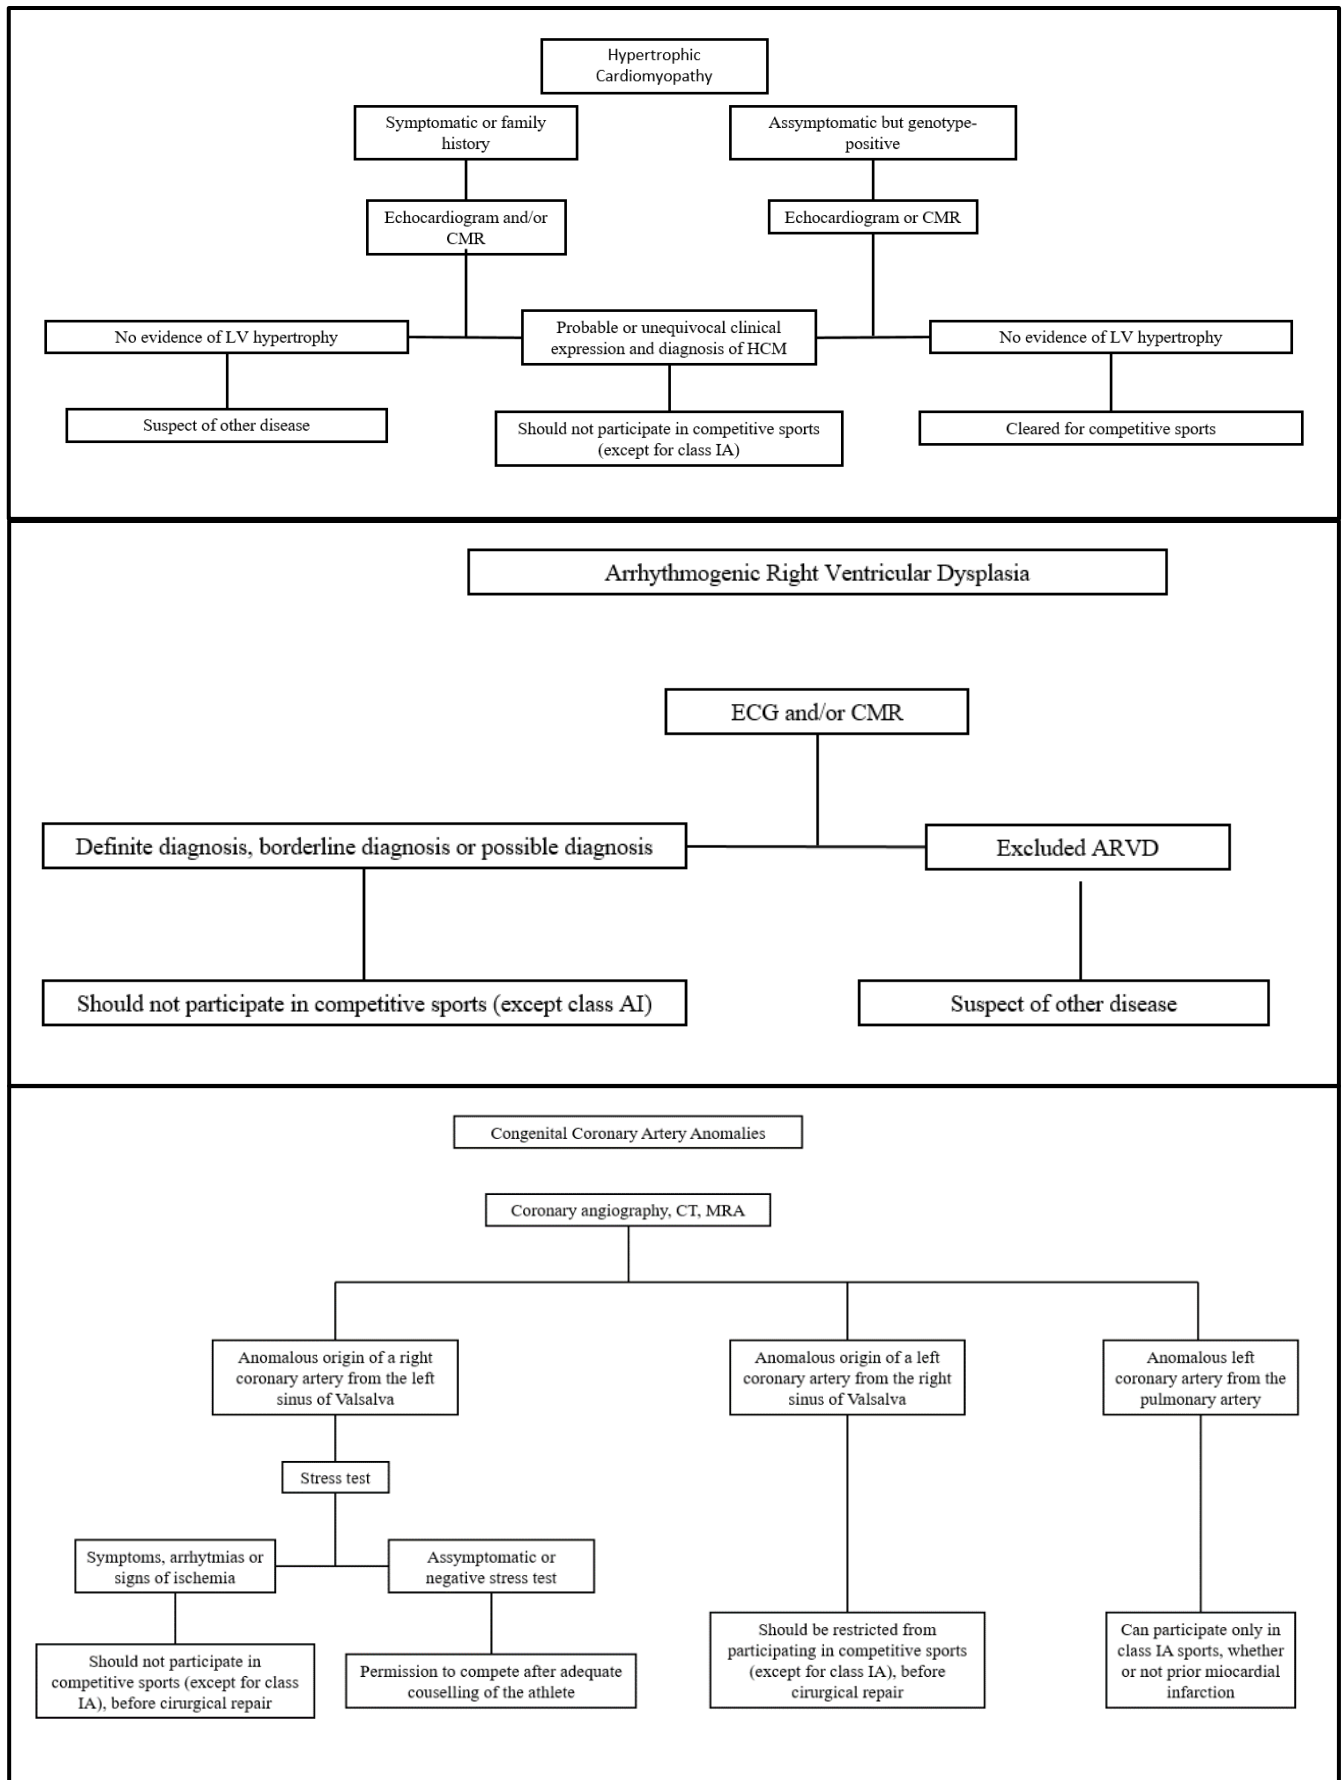 Hypertrophic
Cardiomyopathy
Symptomatic or family
history
Assymptomatic but genotype-
positive
Echocardiogram and/or
CMR
Echocardiogram or CMR
No evidence of LV hypertrophy
Probable or unequivocal clinical
expression and diagnosis of HCM
No evidence of LV hypertrophy
Suspect of other disease
Should not participate in competitive sports
(except for class IA)
Cleared for competitive sports
Arrhythmogenic Right Ventricular Dysplasia
ECG and/or CMR
Definite diagnosis, borderline diagnosis or possible diagnosis
Excluded ARVD
Should not participate in competitive sports (except class AI)
Suspect of other disease
Congenital Coronary Artery Anomalies
Coronary angiography, CT, MRA
Anomalous origin of a right
coronary artery from the left
sinus of Valsalva
Anomalous origin of a left
coronary artery from the right
sinus of Valsalva
Anomalous left
coronary artery from the
pulmonary artery
Stress test
Symptoms, arrhytmias or
signs of ischemia
Assymptomatic or
negative stress test
Should not participate in
competitive sports (except for class
IA), before cirurgical repair
Permission to compete after adequate
couselling of the athlete
Should be restricted from
participating in competitive sports
(except for class IA), before
cirurgical repair
Can participate only in
class IA sports, whether
or not prior miocardial
infarction